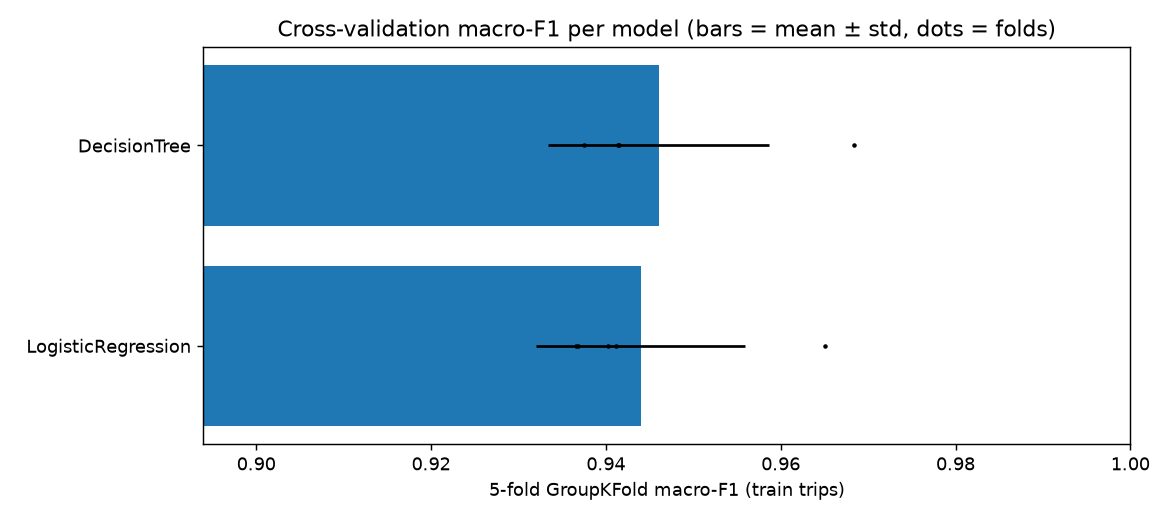 Cross-validation macro-F1 per model (bars = mean ± std, dots = folds)
DecisionTree
LogisticRegression
0.90 0.92 0.94 0.96 0.98 1.00
5-fold GroupKFold macro-F1 (train trips)